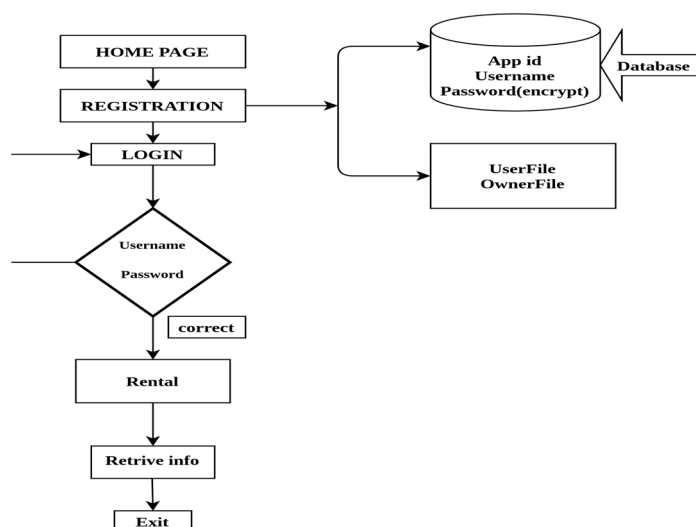 HOME PAGE
REGISTRATION
LOGIN
Username
Password
correct
Rental
Retrive info
Exit
App id
Username
Password(encrypt)
Database
UserFile
OwnerFile